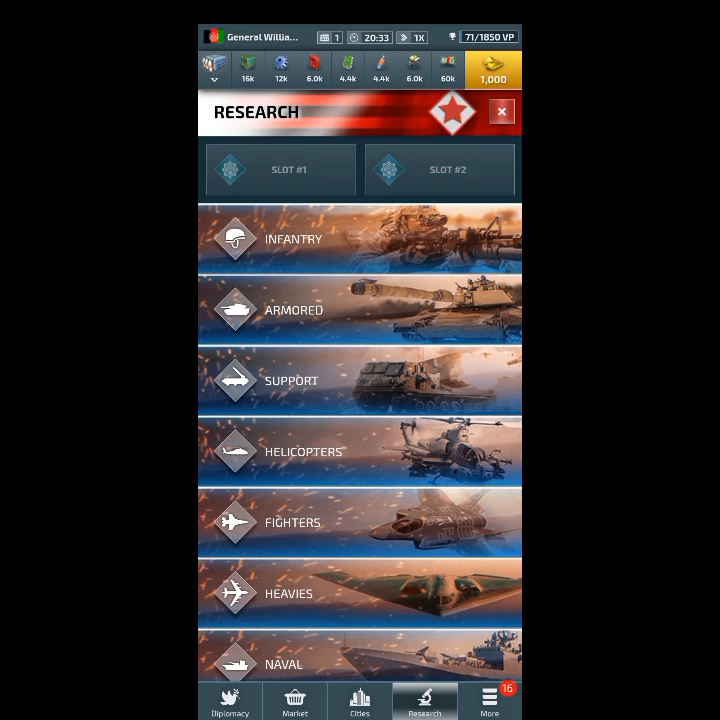 General Willia... 1 20:33 1X 71/1850 VP
16k 12k 6.0k 4.4k 4.4k 6.0k 60k 1,000
RESEARCH
SLOT #1 SLOT #2
INFANTRY
ARMORED
SUPPORT
HELICOPTERS
FIGHTERS
HEAVIES
NAVAL
16
Diplomacy Market Cities Research More